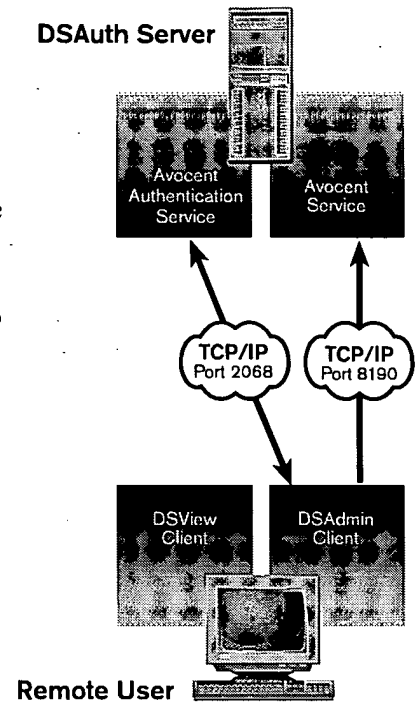 DSAuth Server
Avocent
Authentication
Service
Avocent
Service
TCP/IP
Port 2068
TCP/IP
Port 8190
DSView
Client
DSAdmin
Client
Remote User